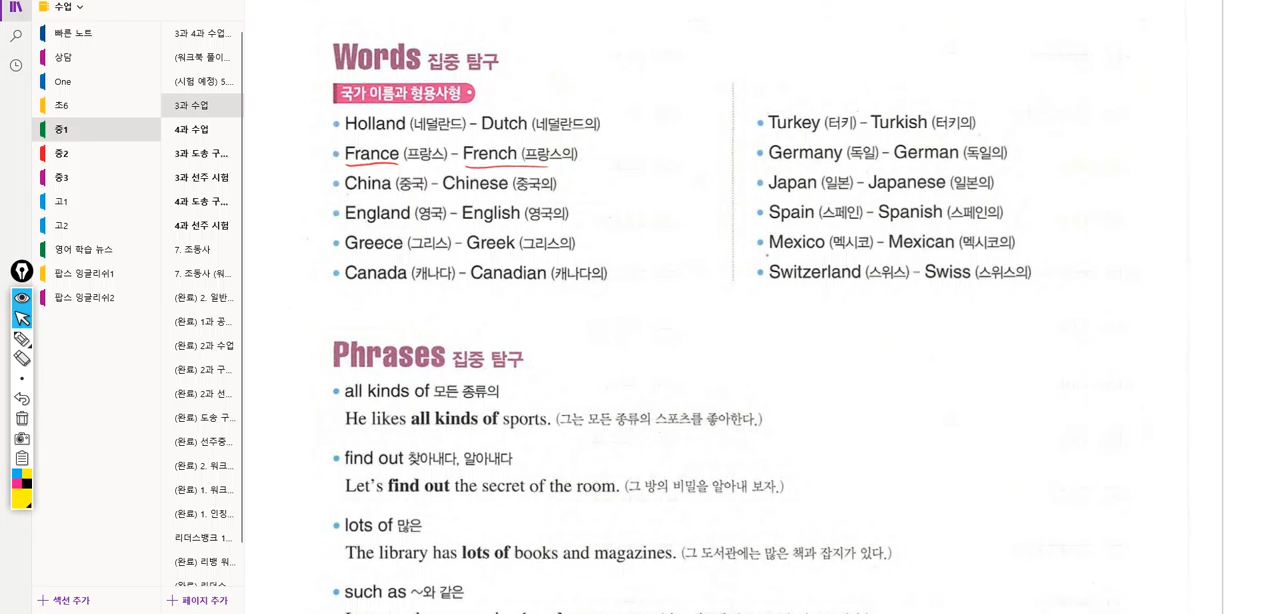 수업
빠른 노트
상담
One
초6
중1
중2
중3
고1
고2
영어 학습 뉴스
팝스 잉글리쉬1
팝스 잉글리쉬2
+ 섹션 추가
3과 4과 수업...
(워크북 풀이...
(시험 예정) 5....
3과 수업
4과 수업
3과 도송 구...
3과 선주 시험
4과 도송 구...
4과 선주 시험
7. 조동사
7. 조동사 (워...
(완료) 2. 일반...
(완료) 1과 공...
(완료) 2과 수업
(완료) 2과 구...
(완료) 2과 선...
(완료) 도송 구...
(완료) 선주중...
(완료) 2. 워크...
(완료) 1. 워크...
(완료) 1. 인칭...
리더스뱅크 1...
(완료) 리뱅 워...
+ 페이지 추가
Words 집중 탐구
국가 이름과 형용사형
• Holland (네덜란드) – Dutch (네덜란드의)
• France (프랑스) – French (프랑스의)
• China (중국) – Chinese (중국의)
• England (영국) – English (영국의)
• Greece (그리스) – Greek (그리스의)
• Canada (캐나다) – Canadian (캐나다의)
• Turkey (터키) – Turkish (터키의)
• Germany (독일) – German (독일의)
• Japan (일본) – Japanese (일본의)
• Spain (스페인) – Spanish (스페인의)
• Mexico (멕시코) – Mexican (멕시코의)
• Switzerland (스위스) – Swiss (스위스의)
Phrases 집중 탐구
• all kinds of 모든 종류의
He likes all kinds of sports. (그는 모든 종류의 스포츠를 좋아한다.)
• find out 찾아내다, 알아내다
Let's find out the secret of the room. (그 방의 비밀을 알아내 보자.)
• lots of 많은
The library has lots of books and magazines. (그 도서관에는 많은 책과 잡지가 있다.)
• such as ~와 같은